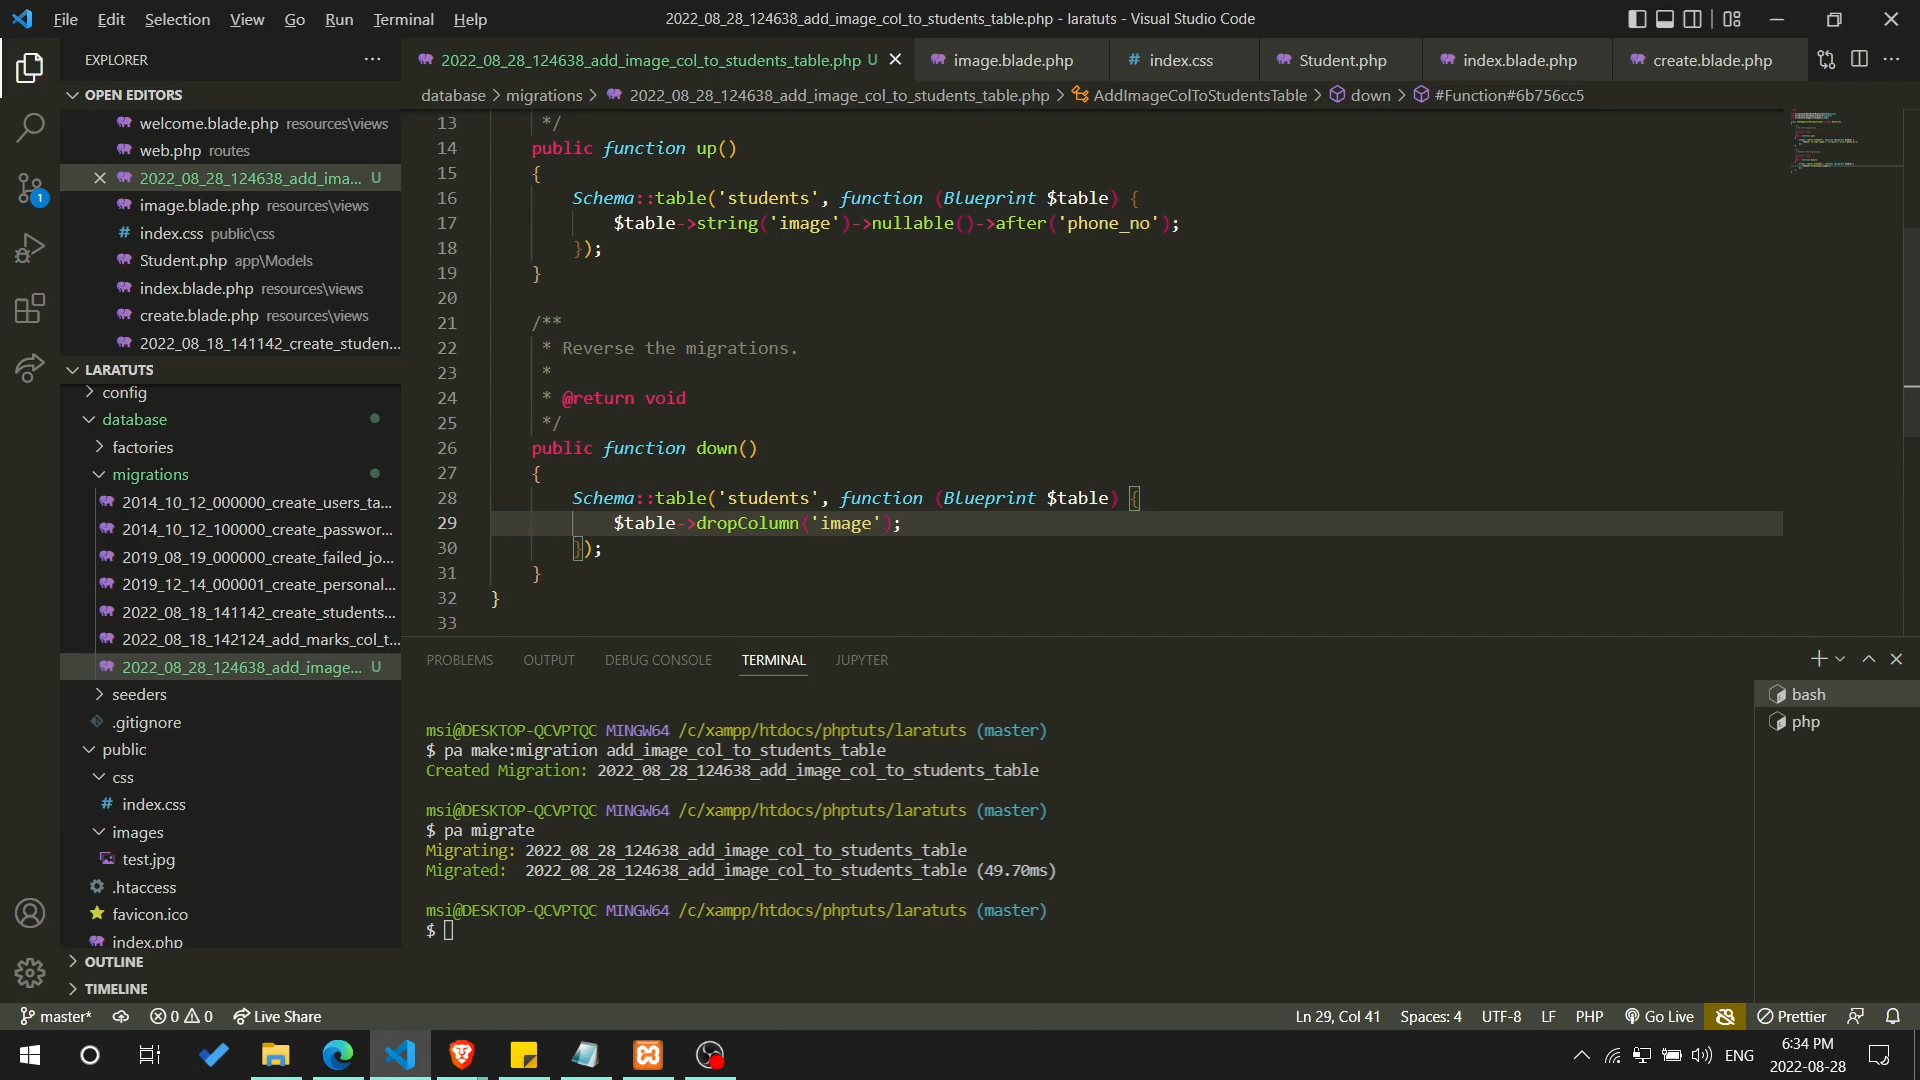 File Edit Selection View Go Run Terminal Help
2022_08_28_124638_add_image_col_to_students_table.php - laratuts - Visual Studio Code
EXPLORER
2022_08_28_124638_add_image_col_to_students_table.php U
image.blade.php
index.css
Student.php
index.blade.php
create.blade.php
database > migrations > 2022_08_28_124638_add_image_col_to_students_table.php > AddImageColToStudentsTable > down > #Function#6b756cc5
OPEN EDITORS
welcome.blade.php resources\views
web.php routes
2022_08_28_124638_add_ima... U
image.blade.php resources\views
index.css public\css
Student.php app\Models
index.blade.php resources\views
create.blade.php resources\views
2022_08_18_141142_create_studen...
LARATUTS
config
database
factories
migrations
2014_10_12_000000_create_users_ta...
2014_10_12_100000_create_passwor...
2019_08_19_000000_create_failed_jo...
2019_12_14_000001_create_personal...
2022_08_18_141142_create_students...
2022_08_18_142124_add_marks_col_t...
2022_08_28_124638_add_image... U
seeders
.gitignore
public
css
index.css
images
test.jpg
.htaccess
favicon.ico
index.php
OUTLINE
TIMELINE
1
13 */
14 public function up()
15 {
16 Schema::table('students', function (Blueprint $table) {
17 $table->string('image')->nullable()->after('phone_no');
18 });
19 }
20
21 /**
22 * Reverse the migrations.
23 *
24 * @return void
25 */
26 public function down()
27 {
28 Schema::table('students', function (Blueprint $table) {
29 $table->dropColumn('image');
30 });
31 }
32 }
33
PROBLEMS OUTPUT DEBUG CONSOLE TERMINAL JUPYTER
bash
php
msi@DESKTOP-QCVPTQC MINGW64 /c/xampp/htdocs/phptuts/laratuts (master)
$ pa make:migration add_image_col_to_students_table
Created Migration: 2022_08_28_124638_add_image_col_to_students_table
msi@DESKTOP-QCVPTQC MINGW64 /c/xampp/htdocs/phptuts/laratuts (master)
$ pa migrate
Migrating: 2022_08_28_124638_add_image_col_to_students_table
Migrated: 2022_08_28_124638_add_image_col_to_students_table (49.70ms)
msi@DESKTOP-QCVPTQC MINGW64 /c/xampp/htdocs/phptuts/laratuts (master)
$
master* 0 0 Live Share Ln 29, Col 41 Spaces: 4 UTF-8 LF PHP Go Live Prettier
ENG
6:34 PM
2022-08-28